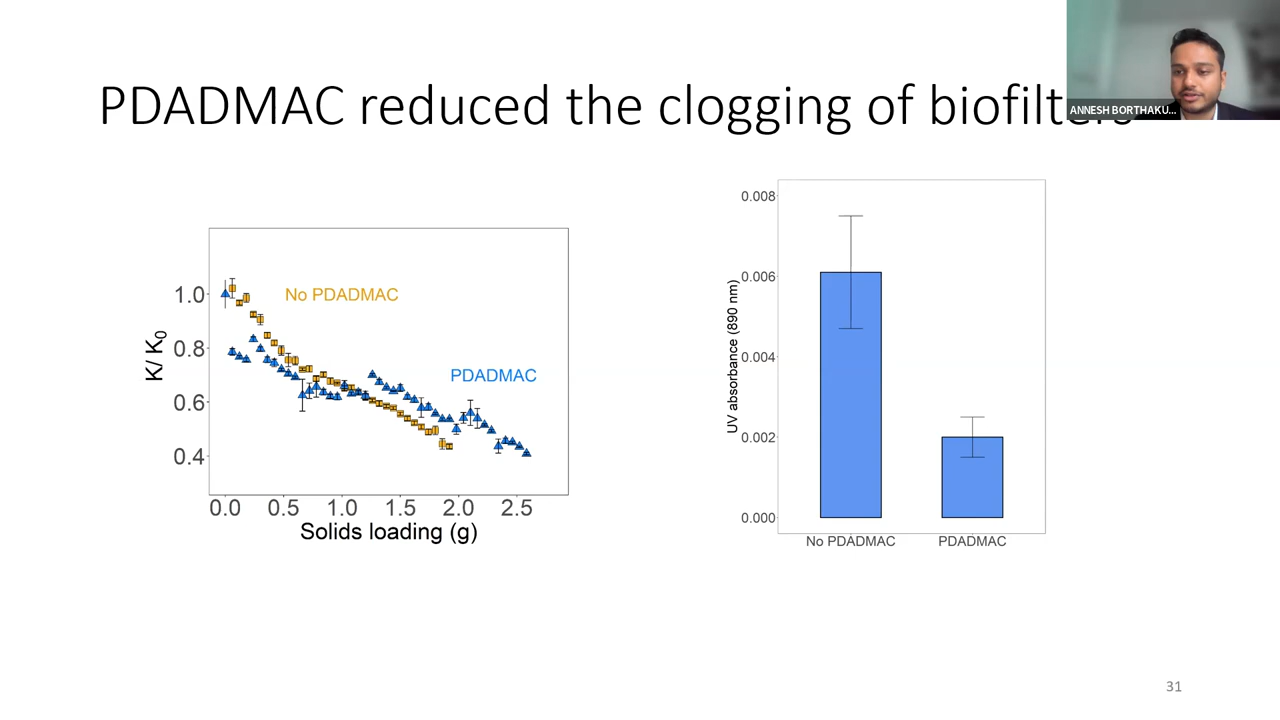 PDADMAC reduced the clogging of biofilters
ANNESH BORTHAKU...
No PDADMAC
PDADMAC
K/ K0
1.0
0.8
0.6
0.4
0.0 0.5 1.0 1.5 2.0 2.5
Solids loading (g)
UV absorbance (890 nm)
0.008
0.006
0.004
0.002
0.000
No PDADMAC PDADMAC
31